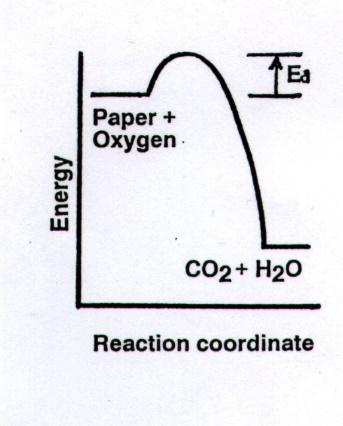 Ea
Paper +
Oxygen
Energy
CO2 + H2O
Reaction coordinate